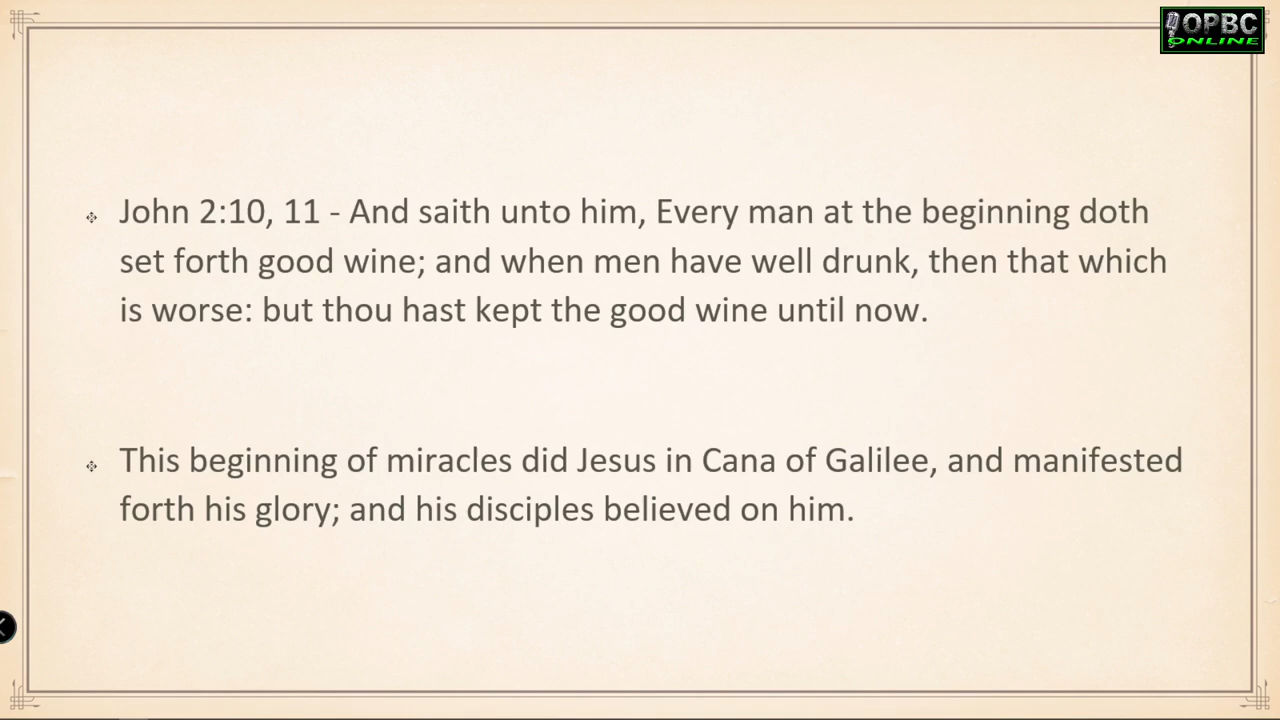 OPBC
ONLINE
John 2:10, 11 - And saith unto him, Every man at the beginning doth
set forth good wine; and when men have well drunk, then that which
is worse: but thou hast kept the good wine until now.
This beginning of miracles did Jesus in Cana of Galilee, and manifested
forth his glory; and his disciples believed on him.